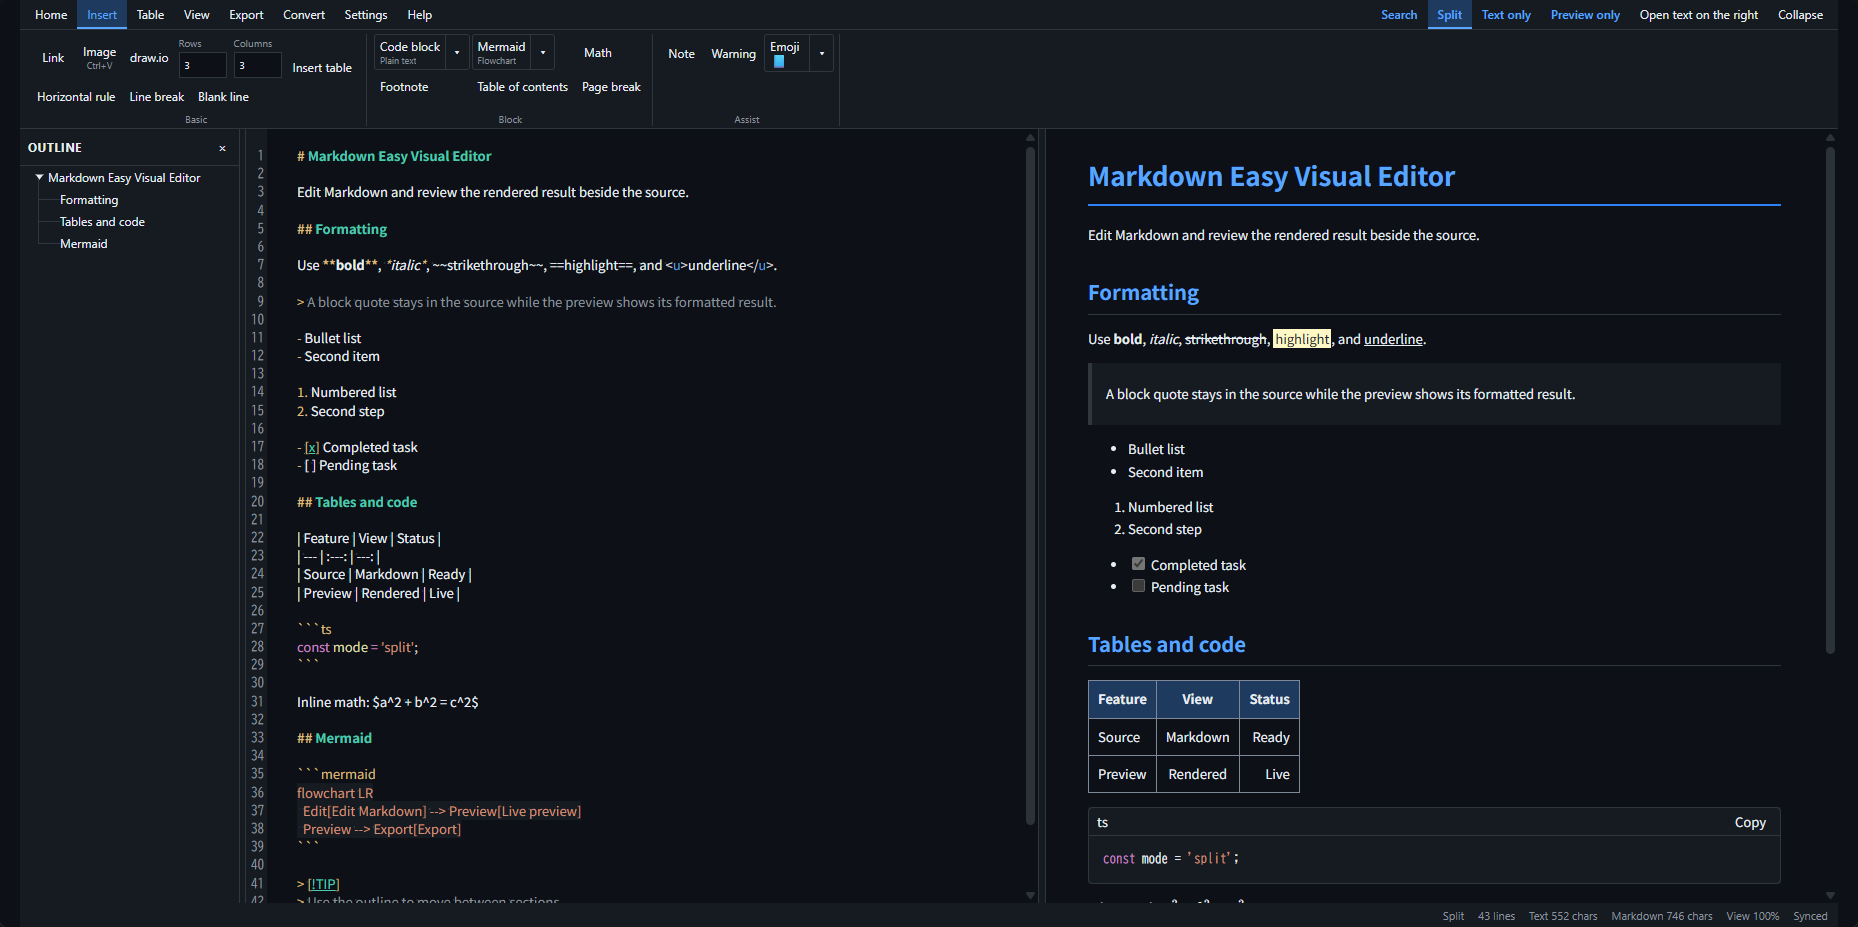 Home Insert Table View Export Convert Settings Help Search Split Text only Preview only Open text on the right Collapse
Link Image Ctrl+V draw.io Rows 3 Columns 3 Insert table
Horizontal rule Line break Blank line
Basic
Code block Plain text Mermaid Flowchart Math
Footnote Table of contents Page break
Block
Note Warning Emoji
Assist
OUTLINE ×
Markdown Easy Visual Editor
Formatting
Tables and code
Mermaid
1 # Markdown Easy Visual Editor
2
3 Edit Markdown and review the rendered result beside the source.
4
5 ## Formatting
6
7 Use **bold**, *italic*, ~~strikethrough~~, ==highlight==, and <u>underline</u>.
8
9 > A block quote stays in the source while the preview shows its formatted result.
10
11 - Bullet list
12 - Second item
13
14 1. Numbered list
15 2. Second step
16
17 - [x] Completed task
18 - [ ] Pending task
19
20 ## Tables and code
21
22 | Feature | View | Status |
23 | --- | :---: | ---: |
24 | Source | Markdown | Ready |
25 | Preview | Rendered | Live |
26
27 ```ts
28 const mode = 'split';
29 ```
30
31 Inline math: $a^2 + b^2 = c^2$
32
33 ## Mermaid
34
35 ```mermaid
36 flowchart LR
37 Edit[Edit Markdown] --> Preview[Live preview]
38 Preview --> Export[Export]
39 ```
40
41 > [!TIP]
42 > Use the outline to move between sections
Markdown Easy Visual Editor
Edit Markdown and review the rendered result beside the source.
Formatting
Use bold, italic, strikethrough, highlight, and underline.
A block quote stays in the source while the preview shows its formatted result.
• Bullet list
• Second item
1. Numbered list
2. Second step
• Completed task
• Pending task
Tables and code
Feature View Status
Source Markdown Ready
Preview Rendered Live
ts Copy
const mode = 'split';
Split 43 lines Text 552 chars Markdown 746 chars View 100% Synced